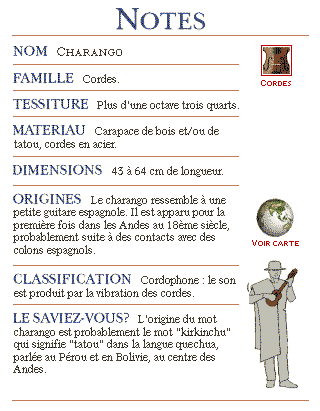 NOTES
NOM CHARANGO
FAMILLE Cordes.
CORDES
TESSITURE Plus d'une octave trois quarts.
MATERIAU Carapace de bois et/ou de
tatou, cordes en acier.
DIMENSIONS 43 à 64 cm de longueur.
ORIGINES Le charango ressemble à une
petite guitare espagnole. Il est apparu pour la
première fois dans les Andes au 18ème siècle,
probablement suite à des contacts avec des
colons espagnols.
VOIR CARTE
CLASSIFICATION Cordophone : le son
est produit par la vibration des cordes.
LE SAVIEZ-VOUS? L'origine du mot
charango est probablement le mot "kirkinchu"
qui signifie "tatou" dans la langue quechua,
parlée au Pérou et en Bolivie, au centre des
Andes.